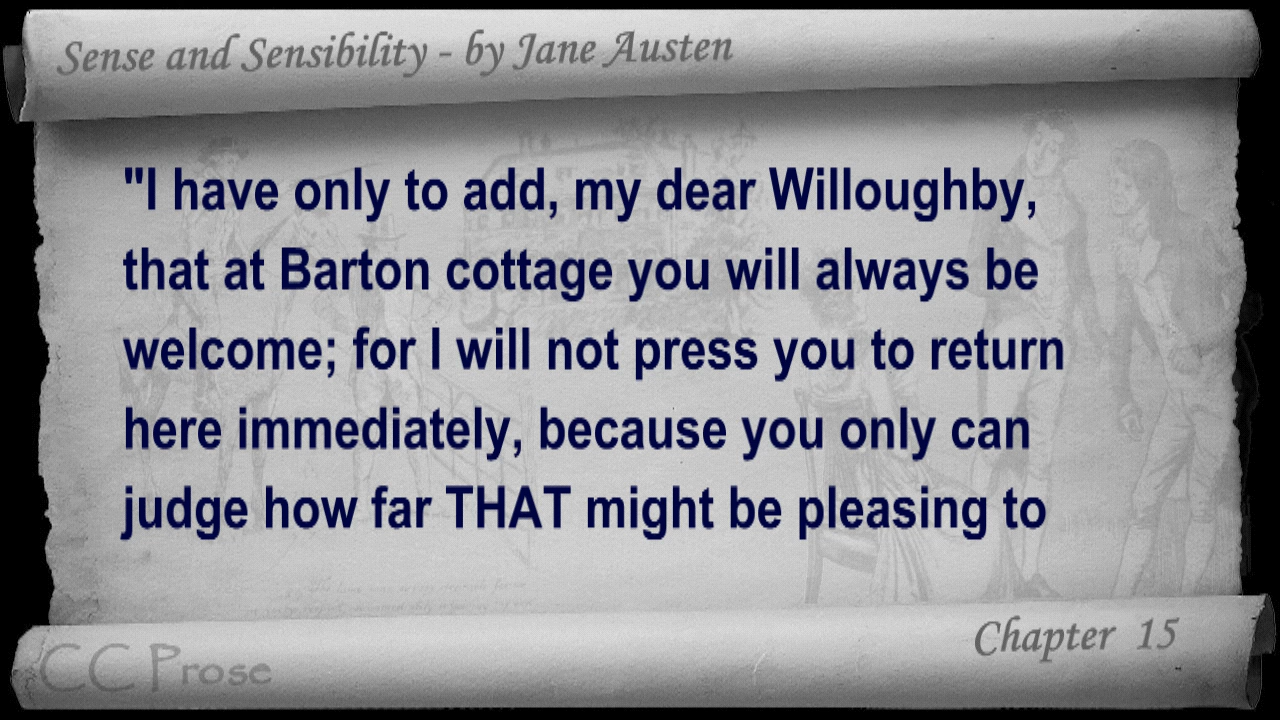 Sense and Sensibility - by Jane Austen
"I have only to add, my dear Willoughby,
that at Barton cottage you will always be
welcome; for I will not press you to return
here immediately, because you only can
judge how far THAT might be pleasing to
Chapter 15
CC Prose